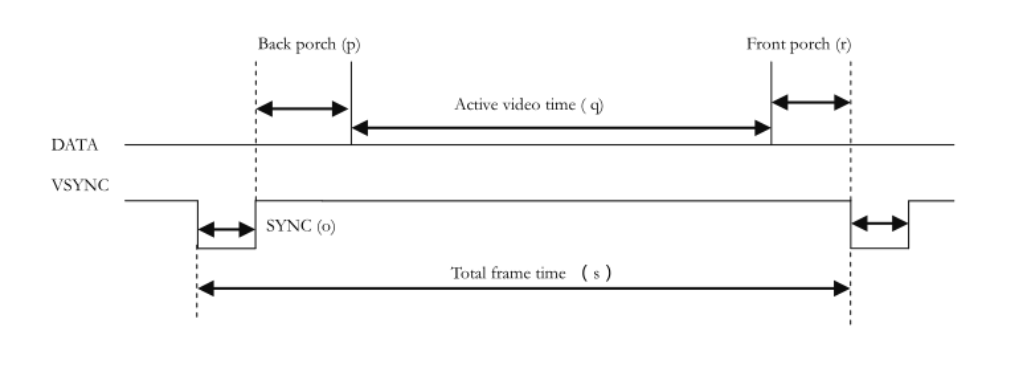 Back porch (p)
Front porch (r)
Active video time ( q)
DATA
VSYNC
SYNC (o)
Total frame time ( s )